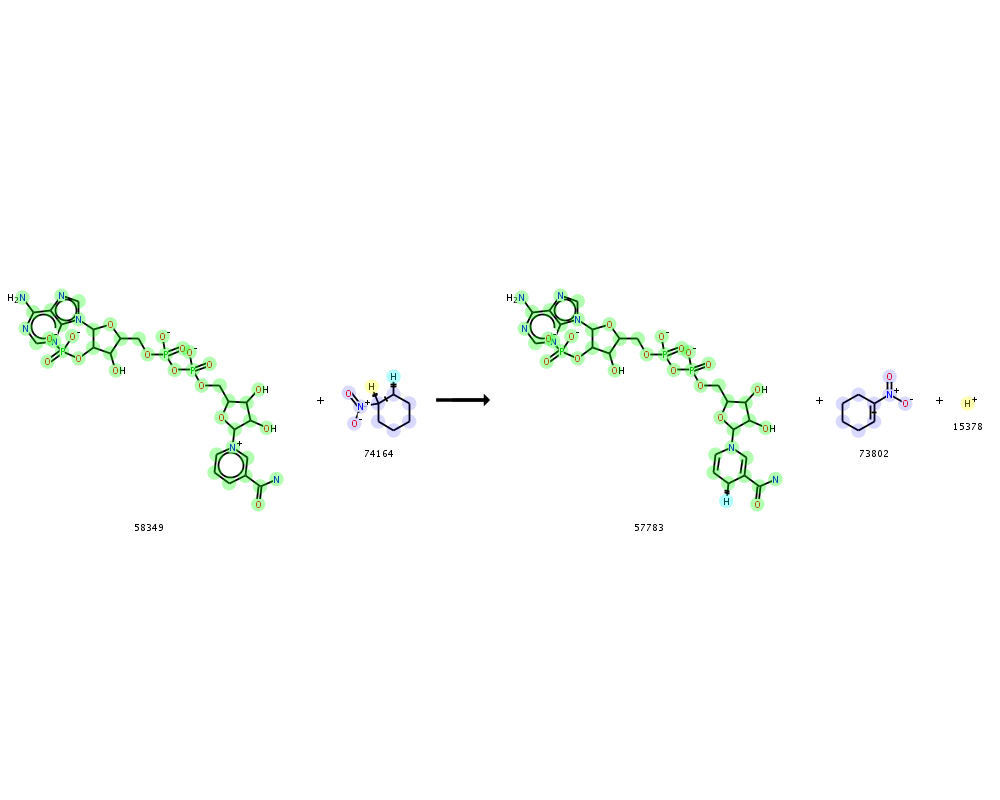 H2N N N N N O O- P O O- O OH O O- P O O O- P O O O OH OH N+ N O
58349
+
O N+ O- H H
74164
H2N N N N N O O- P O O- O OH O O- P O O O- P O O O OH OH N N O H
57783
+
O N+ O-
73802
+
H+
15378